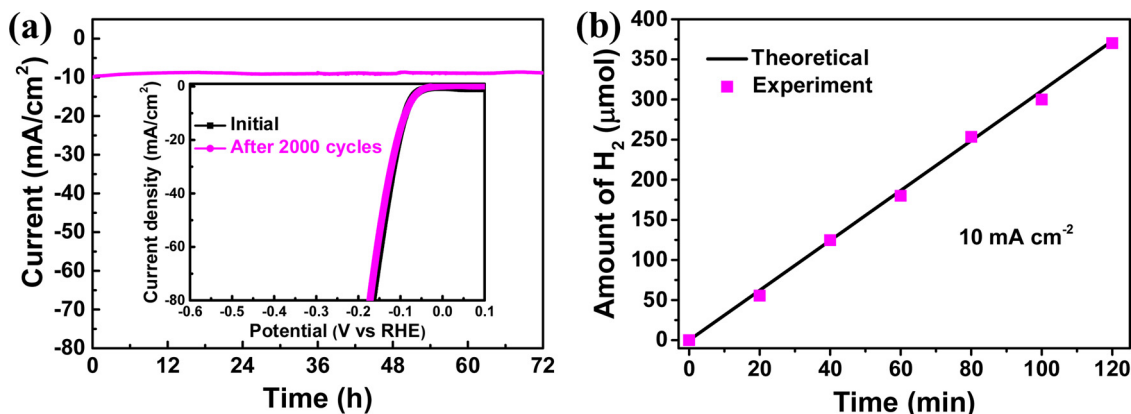 (a)
Current (mA/cm²)
0
-10
-20
-30
-40
-50
-60
-70
-80
0 12 24 36 48 60 72
Time (h)
Current density (mA/cm²)
0
-20
-40
-60
-80
-0.6 -0.5 -0.4 -0.3 -0.2 -0.1 0.0 0.1
Potential (V vs RHE)
Initial
After 2000 cycles
(b)
Amount of H₂ (μmol)
400
350
300
250
200
150
100
50
0
0 20 40 60 80 100 120
Time (min)
Theoretical
Experiment
10 mA cm⁻²